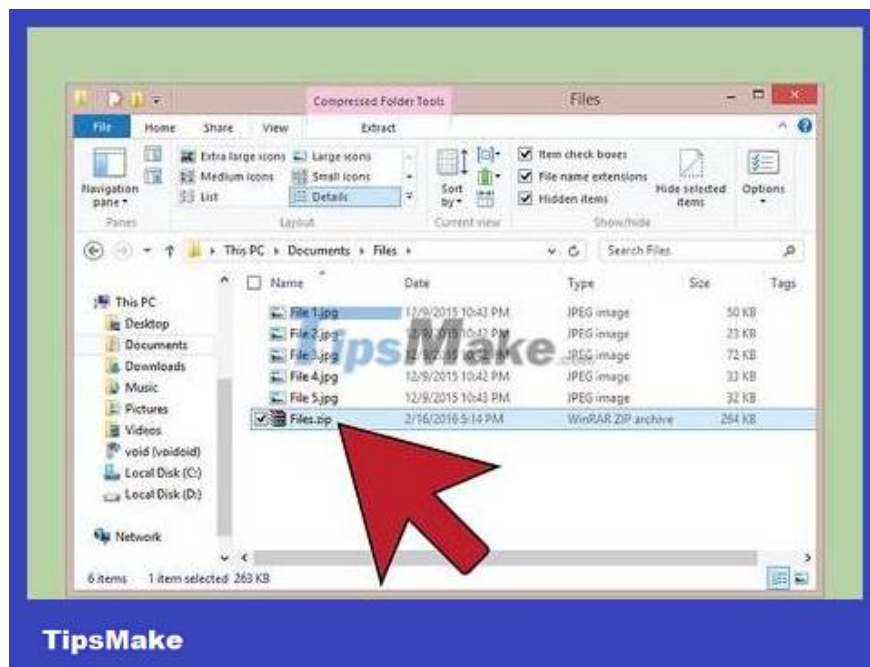 Compressed Folder Tools
Files
File Home Share View Extract
Extra large icons Large icons
Medium icons Small icons
List Details
Navigation pane
Sort by
Item check boxes
File name extensions
Hidden items
Hide selected items
Options
Panes Layout Current view Show/hide
This PC Documents Files
Search Files
Name Date Type Size Tags
This PC
Desktop
Documents
Downloads
Music
Pictures
Videos
void (voidoid)
Local Disk (C:)
Local Disk (D:)
Network
File 1.jpg 12/9/2015 10:43 PM JPEG image 50 KB
File 2.jpg 12/9/2015 10:42 PM JPEG image 23 KB
File 3.jpg JPEG image 72 KB
File 4.jpg 12/9/2015 10:42 PM JPEG image 33 KB
File 5.jpg 12/9/2015 10:43 PM JPEG image 32 KB
Files.zip 2/16/2016 5:14 PM WinRAR ZIP archive 264 KB
TipsMake
6 items 1 item selected 263 KB
TipsMake